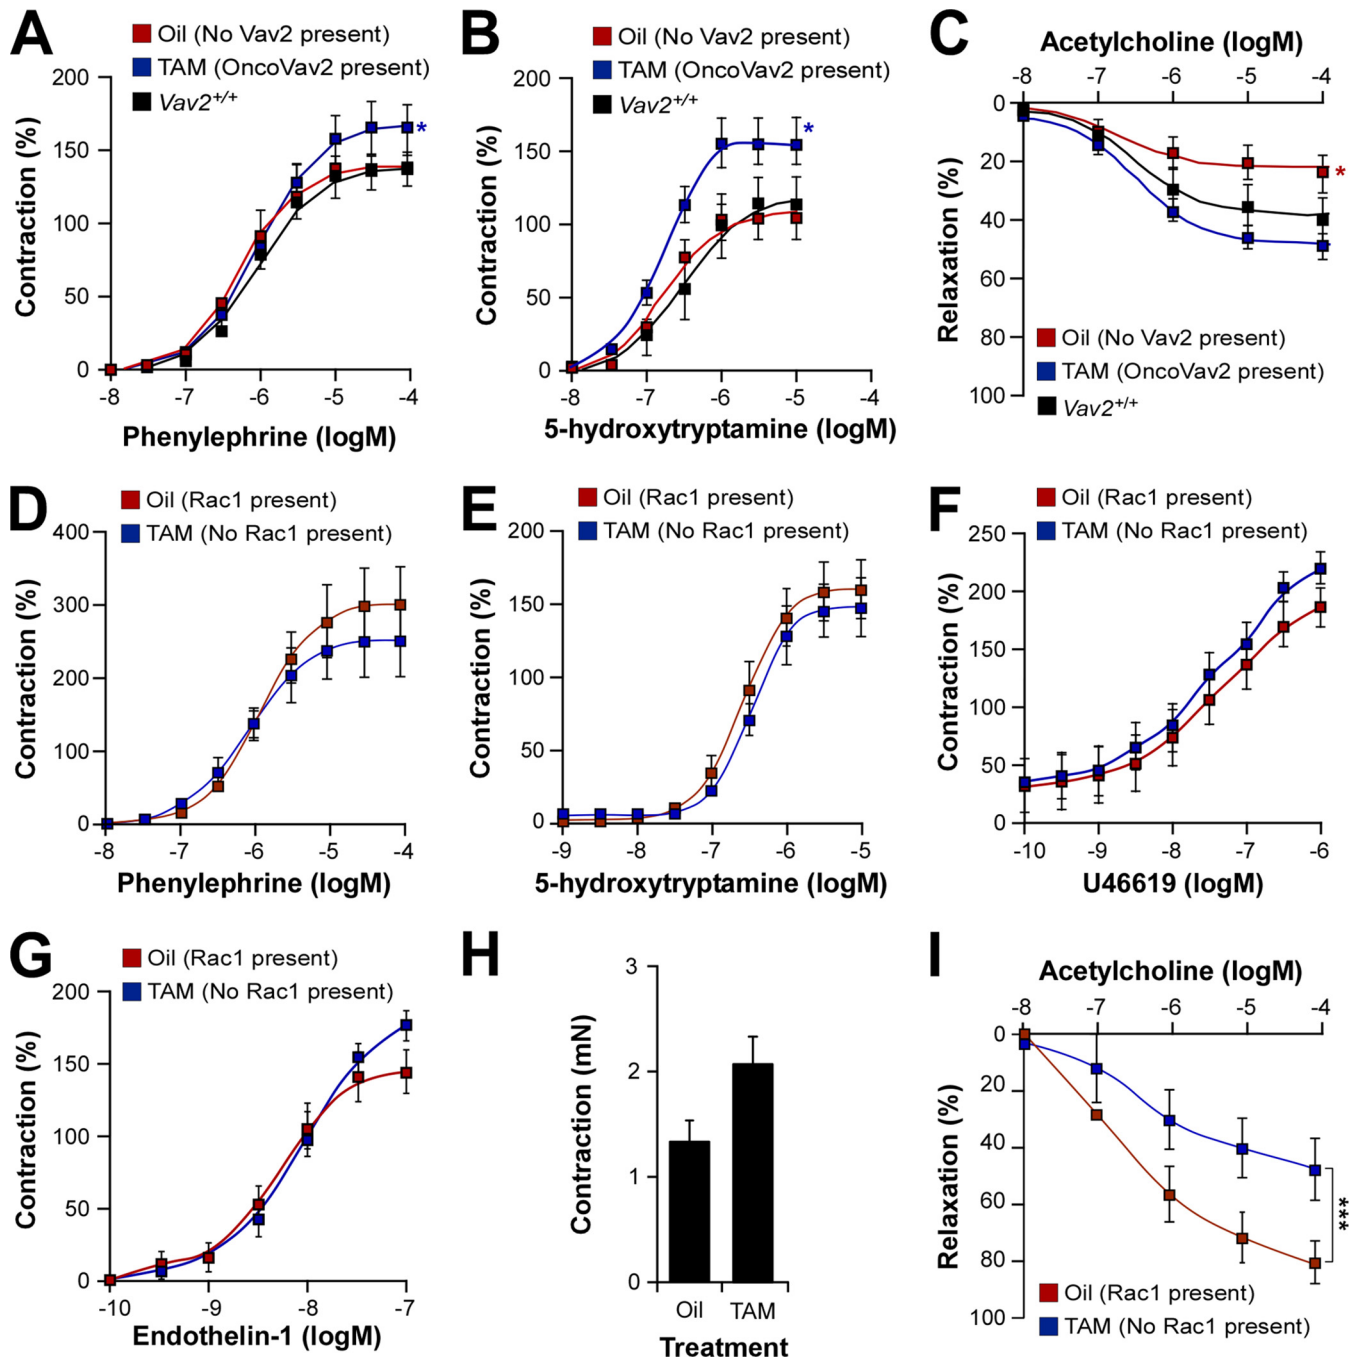 A
Oil (No Vav2 present)
TAM (OncoVav2 present)
Vav2+/+
200
150
100
50
0
Contraction (%)
*
-8 -7 -6 -5 -4
Phenylephrine (logM)
B
Oil (No Vav2 present)
TAM (OncoVav2 present)
Vav2+/+
200
150
100
50
0
Contraction (%)
*
-8 -7 -6 -5 -4
5-hydroxytryptamine (logM)
C
Acetylcholine (logM)
-8 -7 -6 -5 -4
0
20
40
60
80
100
Relaxation (%)
*
Oil (No Vav2 present)
TAM (OncoVav2 present)
Vav2+/+
D
Oil (Rac1 present)
TAM (No Rac1 present)
400
300
200
100
0
Contraction (%)
-8 -7 -6 -5 -4
Phenylephrine (logM)
E
Oil (Rac1 present)
TAM (No Rac1 present)
200
150
100
50
0
Contraction (%)
-9 -8 -7 -6 -5
5-hydroxytryptamine (logM)
F
Oil (Rac1 present)
TAM (No Rac1 present)
250
200
150
100
50
0
Contraction (%)
-10 -9 -8 -7 -6
U46619 (logM)
G
Oil (Rac1 present)
TAM (No Rac1 present)
200
150
100
50
0
Contraction (%)
-10 -9 -8 -7
Endothelin-1 (logM)
H
3
2
1
0
Contraction (mN)
Oil TAM
Treatment
I
Acetylcholine (logM)
-8 -7 -6 -5 -4
0
20
40
60
80
100
Relaxation (%)
***
Oil (Rac1 present)
TAM (No Rac1 present)